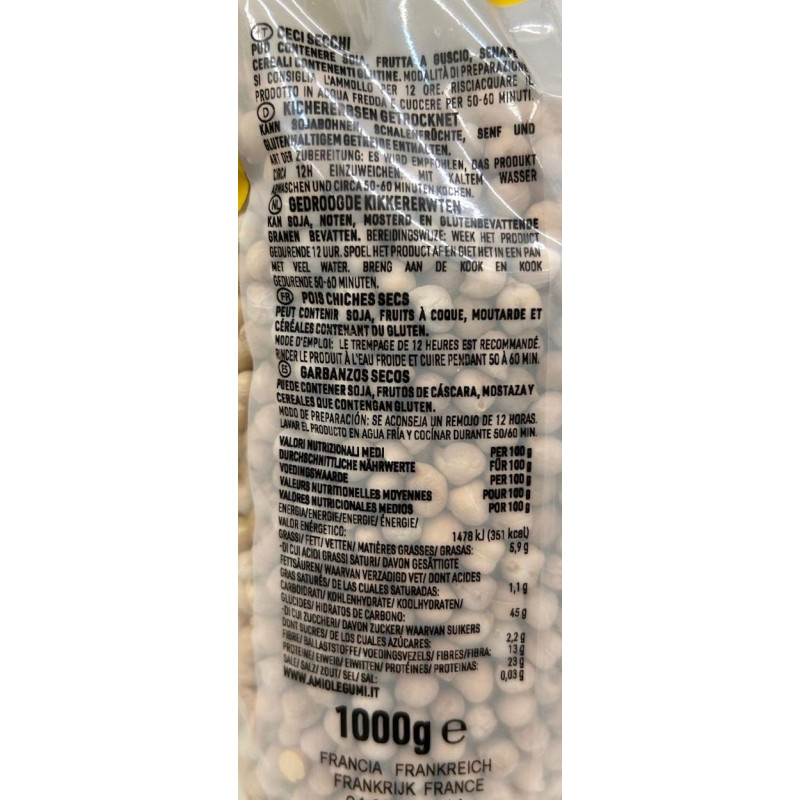 IT CECI SECCHI
PUÒ CONTENERE SOIA, FRUTTA A GUSCIO, SENAPE
CEREALI CONTENENTI GLUTINE. MODALITÀ DI PREPARAZIONE
SI CONSIGLIA L'AMMOLLO PER 12 ORE. RISCIACQUARE IL
PRODOTTO IN ACQUA FREDDA E CUOCERE PER 50-60 MINUTI.
D KICHERERBSEN GETROCKNET
KANN SOJABOHNEN, SCHALENFRÜCHTE, SENF UND
GLUTENHALTIGEM GETREIDE ENTHALTEN.
ART DER ZUBEREITUNG: ES WIRD EMPFOHLEN, DAS PRODUKT
CIRCA 12H EINZUWEICHEN. MIT KALTEM WASSER
ABWASCHEN UND CIRCA 50-60 MINUTEN KOCHEN.
NL GEDROOGDE KIKKERERWTEN
KAN SOJA, NOTEN, MOSTERD EN GLUTENBEVATTENDE
GRANEN BEVATTEN. BEREIDINGSWIJZE: WEEK HET PRODUCT
GEDURENDE 12 UUR. SPOEL HET PRODUCT AF EN GIET HET IN EEN PAN
MET VEEL WATER. BRENG AAN DE KOOK EN KOOK
GEDURENDE 50-60 MINUTEN.
FR POIS CHICHES SECS
PEUT CONTENIR SOJA, FRUITS À COQUE, MOUTARDE ET
CÉRÉALES CONTENANT DU GLUTEN.
MODE D'EMPLOI: LE TREMPAGE DE 12 HEURES EST RECOMMANDÉ.
RINCER LE PRODUIT À L'EAU FROIDE ET CUIRE PENDANT 50 À 60 MIN.
ES GARBANZOS SECOS
PUEDE CONTENER SOJA, FRUTOS DE CÁSCARA, MOSTAZA Y
CEREALES QUE CONTENGAN GLUTEN.
MODO DE PREPARACIÓN: SE ACONSEJA UN REMOJO DE 12 HORAS.
LAVAR EL PRODUCTO EN AGUA FRÍA Y COCINAR DURANTE 50/60 MIN.
VALORI NUTRIZIONALI MEDI PER 100 g
DURCHSCHNITTLICHE NÄHRWERTE FÜR 100 g
VOEDINGSWAARDE PER 100 g
VALEURS NUTRITIONELLES MOYENNES POUR 100 g
VALORES NUTRICIONALES MEDIOS POR 100 g
ENERGIA/ENERGIE/ENERGIE/ ÉNERGIE/
VALOR ENÉRGETICO: 1478 kJ (351 kcal)
GRASSI/ FETT/ VETTEN/ MATIÈRES GRASSES/ GRASAS: 5,9 g
-DI CUI ACIDI GRASSI SATURI/ DAVON GESÄTTIGTE
FETTSÄUREN/ WAARVAN VERZADIGD VET/ DONT ACIDES
GRAS SATURÉS/ DE LAS CUALES SATURADAS: 1,1 g
CARBOIDRATI/ KOHLENHYDRATE/ KOOLHYDRATEN/
GLUCIDES/ HIDRATOS DE CARBONO: 45 g
-DI CUI ZUCCHERI/ DAVON ZUCKER/ WAARVAN SUIKERS
DONT SUCRES/ DE LOS CUALES AZÚCARES: 2,2 g
FIBRE/ BALLASTSTOFFE/ VOEDINGSVEZELS/ FIBRES/FIBRA: 13 g
PROTEINE/ EIWEIß/ EIWITTEN/ PROTÉINES/ PROTEINAS: 23 g
SALE/ SALZ/ ZOUT/ SEL/ SAL: 0,03 g
WWW.AMIOLEGUMI.IT
1000g e
FRANCIA FRANKREICH
FRANKRIJK FRANCE